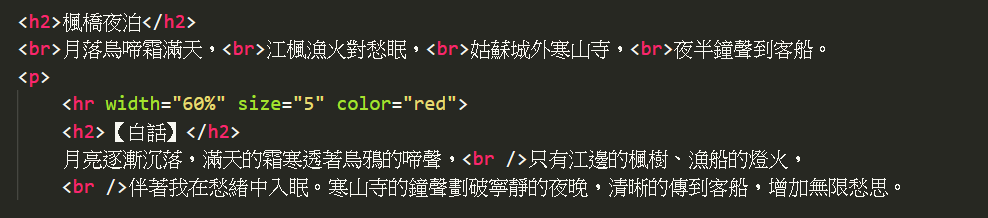 <h2>楓橋夜泊</h2>
<br>月落烏啼霜滿天，<br>江楓漁火對愁眠，<br>姑蘇城外寒山寺，<br>夜半鐘聲到客船。
<p>
<hr width="60%" size="5" color="red">
<h2>【白話】</h2>
月亮逐漸沉落，滿天的霜寒透著烏鴉的啼聲，<br />只有江邊的楓樹、漁船的燈火，
<br />伴著我在愁緒中入眠。寒山寺的鐘聲劃破寧靜的夜晚，清晰的傳到客船，增加無限愁思。